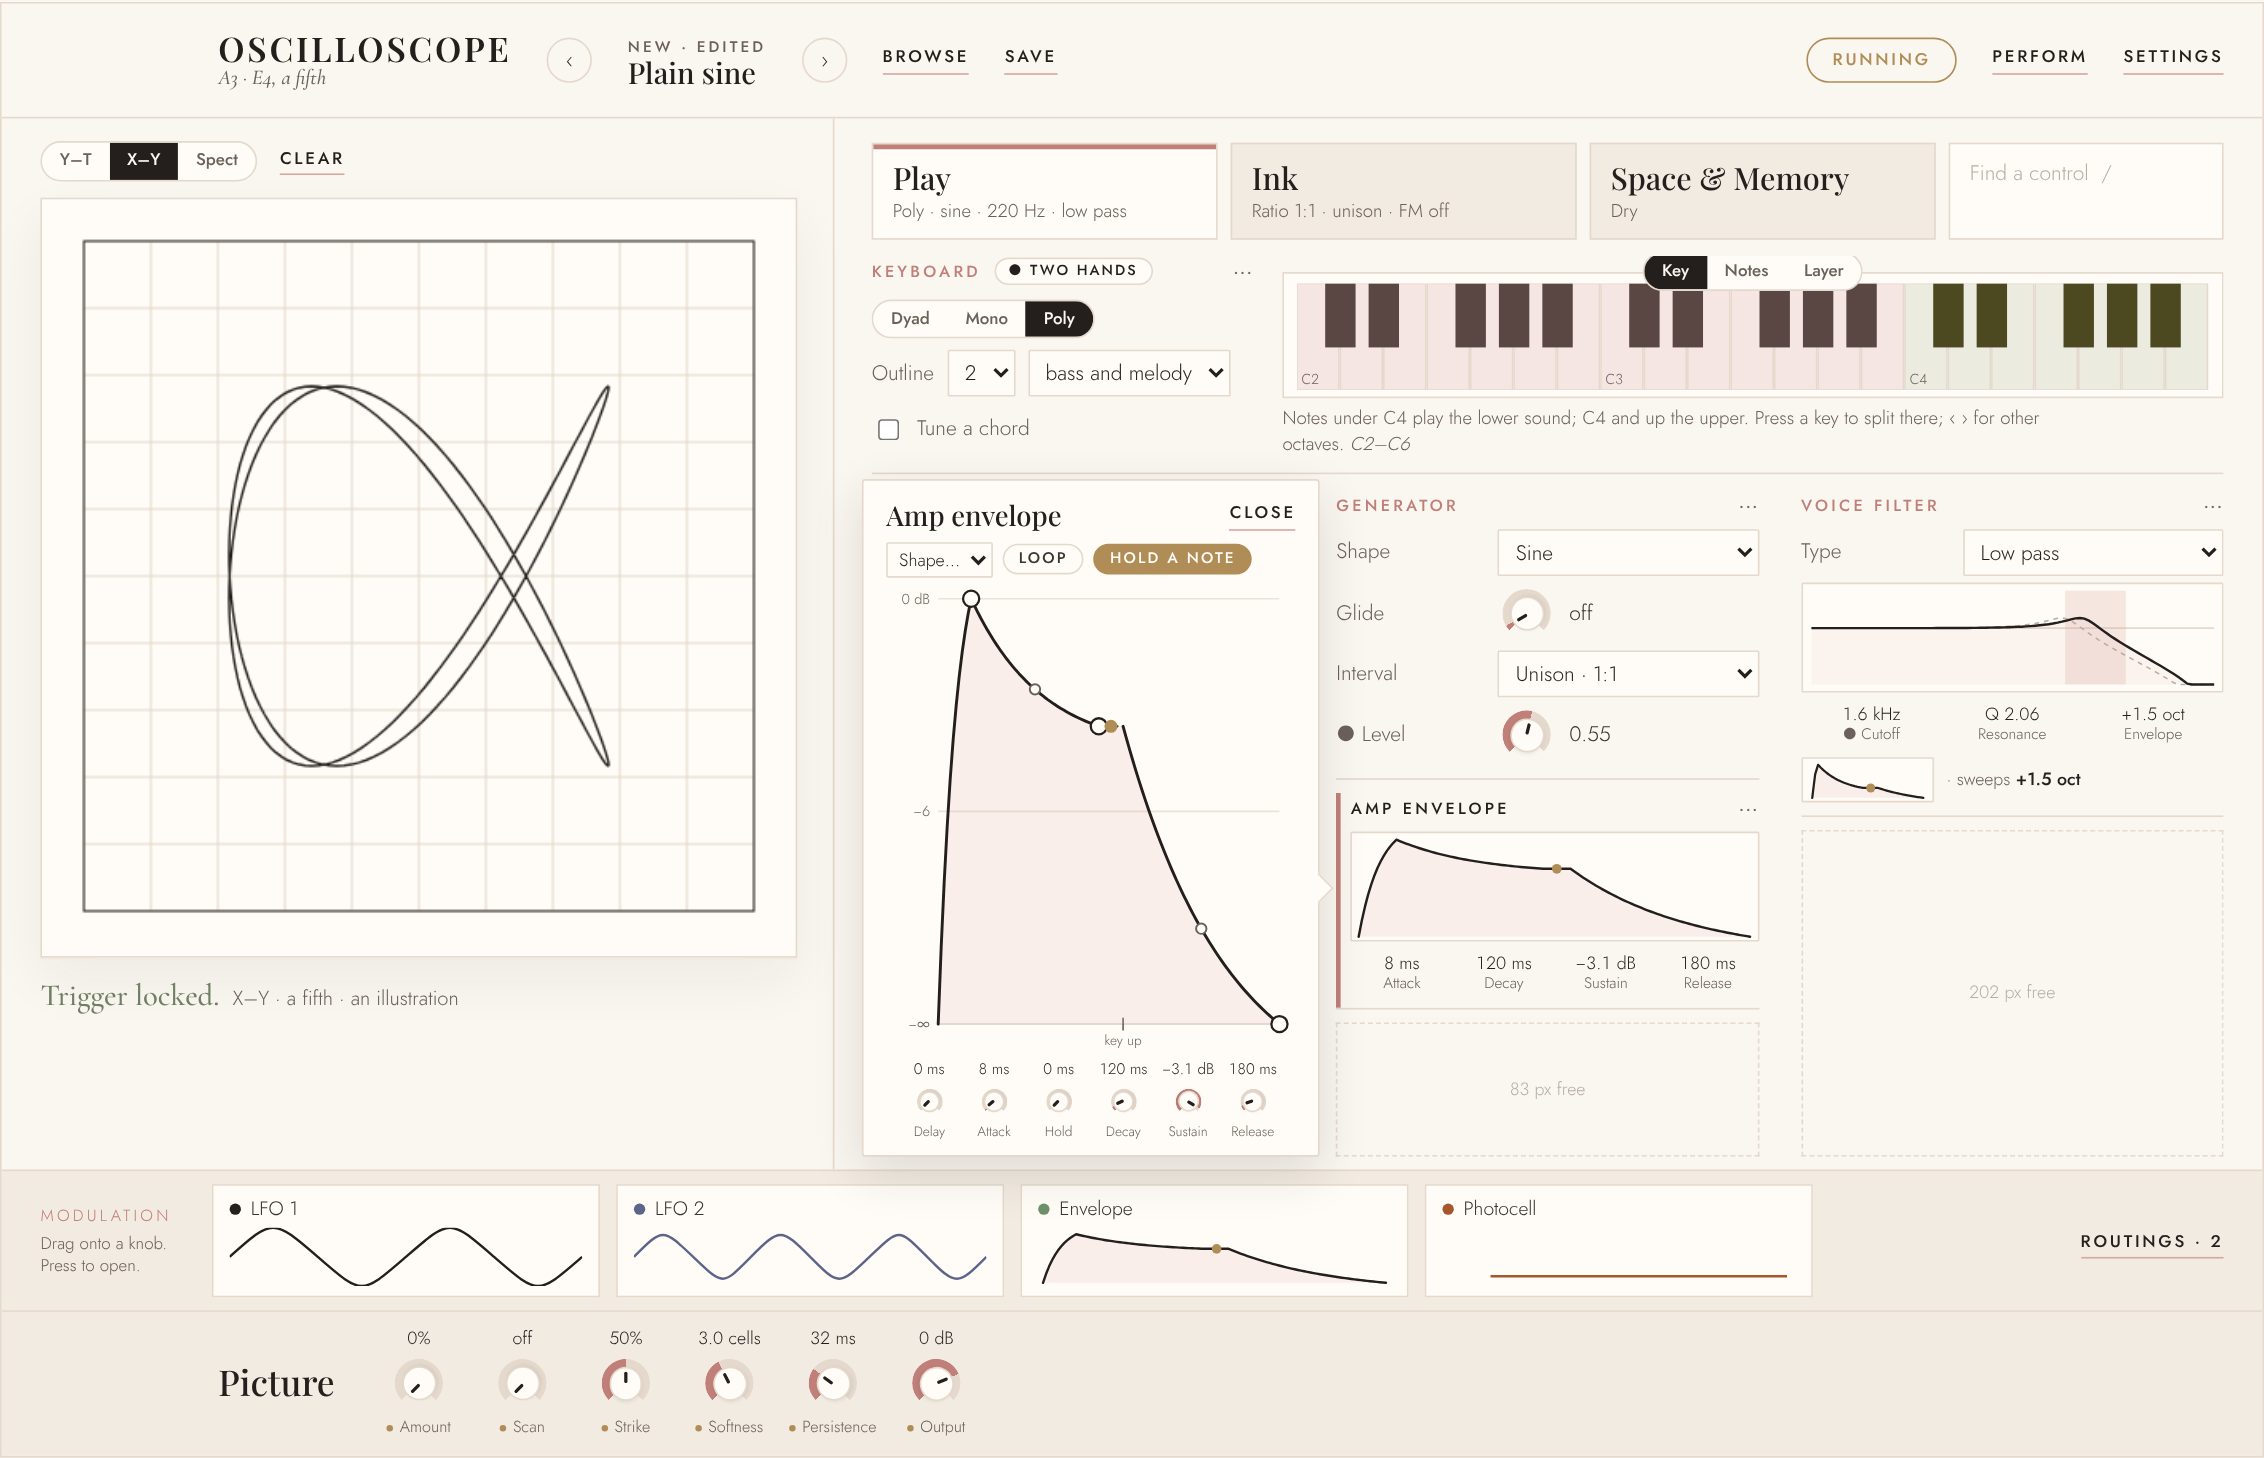 OSCILLOSCOPE
A3 · E4, a fifth
‹
NEW · EDITED
Plain sine
›
BROWSE
SAVE
RUNNING
PERFORM
SETTINGS
Y–T
X–Y
Spect
CLEAR
Trigger locked. X–Y · a fifth · an illustration
Play
Poly · sine · 220 Hz · low pass
Ink
Ratio 1:1 · unison · FM off
Space & Memory
Dry
Find a control /
KEYBOARD
TWO HANDS
...
Dyad
Mono
Poly
Outline
2
bass and melody
Tune a chord
Key
Notes
Layer
C2
C3
C4
Notes under C4 play the lower sound; C4 and up the upper. Press a key to split there; ‹ › for other
octaves. C2–C6
Amp envelope
CLOSE
Shape...
LOOP
HOLD A NOTE
0 dB
−6
−∞
key up
0 ms
8 ms
0 ms
120 ms
−3.1 dB
180 ms
Delay
Attack
Hold
Decay
Sustain
Release
GENERATOR
...
Shape
Sine
Glide
off
Interval
Unison · 1:1
Level
0.55
AMP ENVELOPE
...
8 ms
120 ms
−3.1 dB
180 ms
Attack
Decay
Sustain
Release
83 px free
VOICE FILTER
...
Type
Low pass
1.6 kHz
Q 2.06
+1.5 oct
Cutoff
Resonance
Envelope
· sweeps +1.5 oct
202 px free
MODULATION
Drag onto a knob.
Press to open.
LFO 1
LFO 2
Envelope
Photocell
ROUTINGS · 2
Picture
0%
off
50%
3.0 cells
32 ms
0 dB
Amount
Scan
Strike
Softness
Persistence
Output